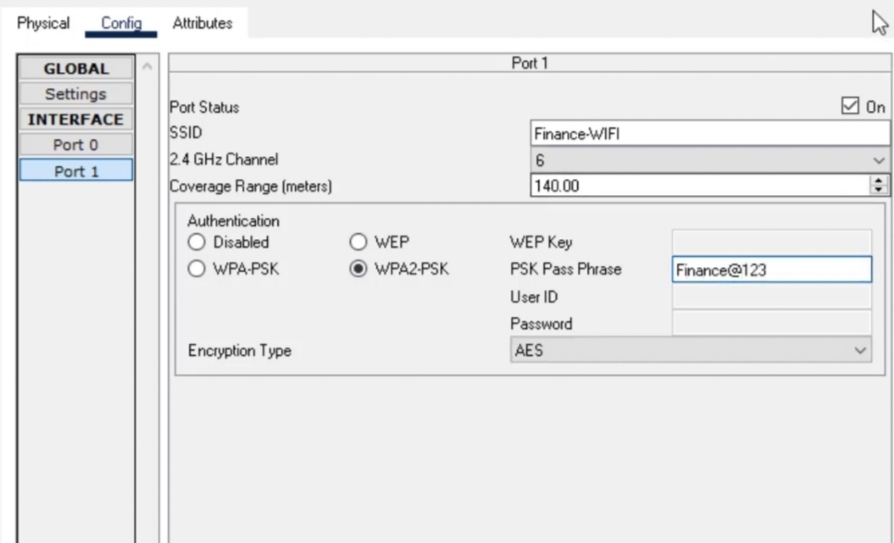 Physical Config Attributes
GLOBAL
Settings
INTERFACE
Port 0
Port 1
Port 1
Port Status On
SSID Finance-WIFI
2.4 GHz Channel 6
Coverage Range (meters) 140.00
Authentication
Disabled WEP WEP Key
WPA-PSK WPA2-PSK PSK Pass Phrase Finance@123
User ID
Password
Encryption Type AES